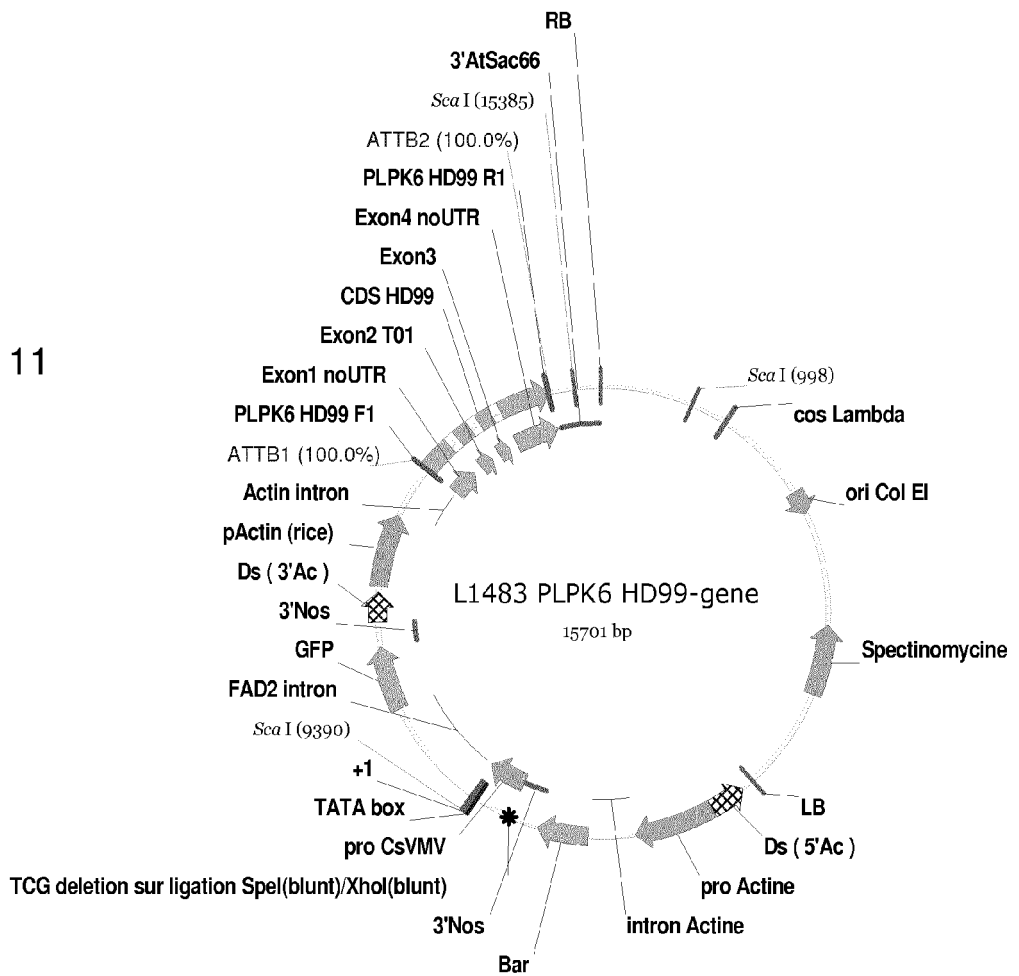 RB
3'AtSac66
Sca I (15385)
ATTB2 (100.0%)
PLPK6 HD99 R1
Exon4 noUTR
Exon3
CDS HD99
Exon2 T01
11
Exon1 noUTR
PLPK6 HD99 F1
ATTB1 (100.0%)
Actin intron
pActin (rice)
Ds ( 3'Ac )
3'Nos
GFP
FAD2 intron
Sca I (9390)
+1
TATA box
pro CsVMV
TCG deletion sur ligation SpeI(blunt)/XhoI(blunt)
3'Nos
Bar
intron Actine
pro Actine
Ds ( 5'Ac )
LB
Spectinomycine
ori Col EI
cos Lambda
Sca I (998)
L1483 PLPK6 HD99-gene
15701 bp